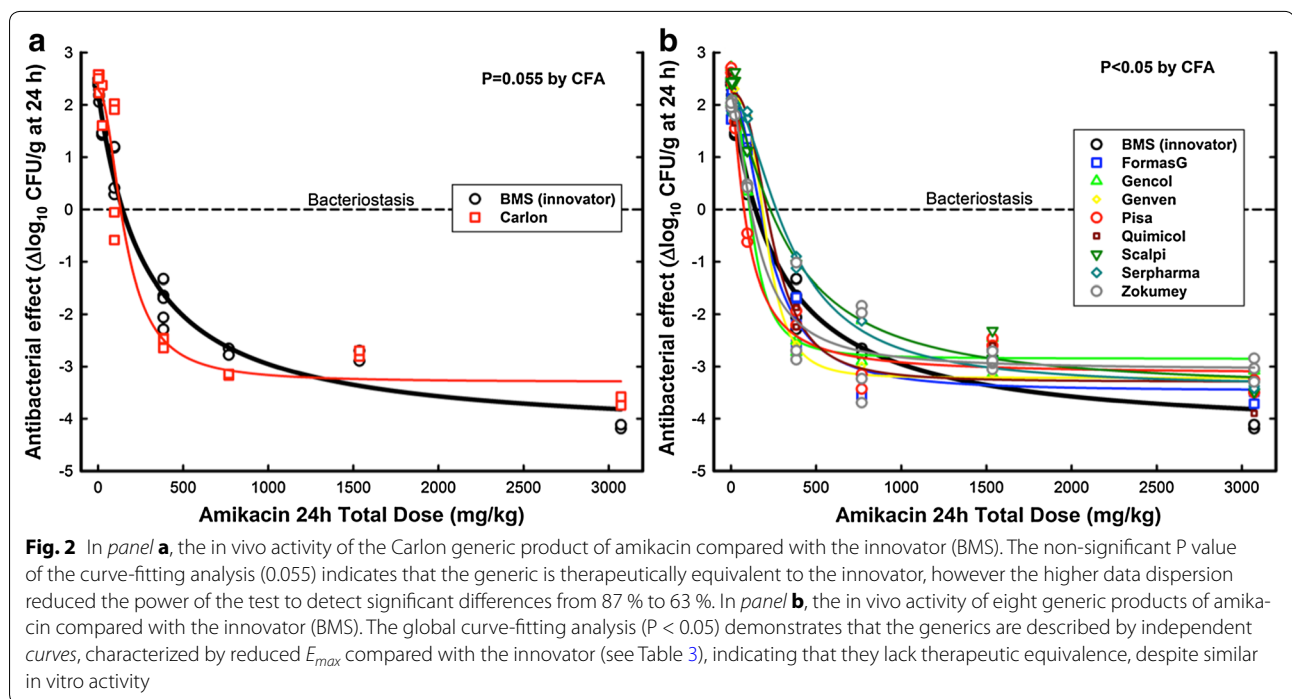 a
b
Antibacterial effect (Δlog10 CFU/g at 24 h)
3
2
1
0
-1
-2
-3
-4
-5
P=0.055 by CFA
Bacteriostasis
BMS (innovator)
Carlon
0 500 1000 1500 2000 2500 3000
Amikacin 24h Total Dose (mg/kg)
Antibacterial effect (Δlog10 CFU/g at 24 h)
3
2
1
0
-1
-2
-3
-4
-5
P<0.05 by CFA
BMS (innovator)
FormasG
Gencol
Genven
Pisa
Quimicol
Scalpi
Serpharma
Zokumey
Bacteriostasis
0 500 1000 1500 2000 2500 3000
Amikacin 24h Total Dose (mg/kg)
Fig. 2 In panel a, the in vivo activity of the Carlon generic product of amikacin compared with the innovator (BMS). The non-significant P value
of the curve-fitting analysis (0.055) indicates that the generic is therapeutically equivalent to the innovator, however the higher data dispersion
reduced the power of the test to detect significant differences from 87 % to 63 %. In panel b, the in vivo activity of eight generic products of amika-
cin compared with the innovator (BMS). The global curve-fitting analysis (P < 0.05) demonstrates that the generics are described by independent
curves, characterized by reduced Emax compared with the innovator (see Table 3), indicating that they lack therapeutic equivalence, despite similar
in vitro activity